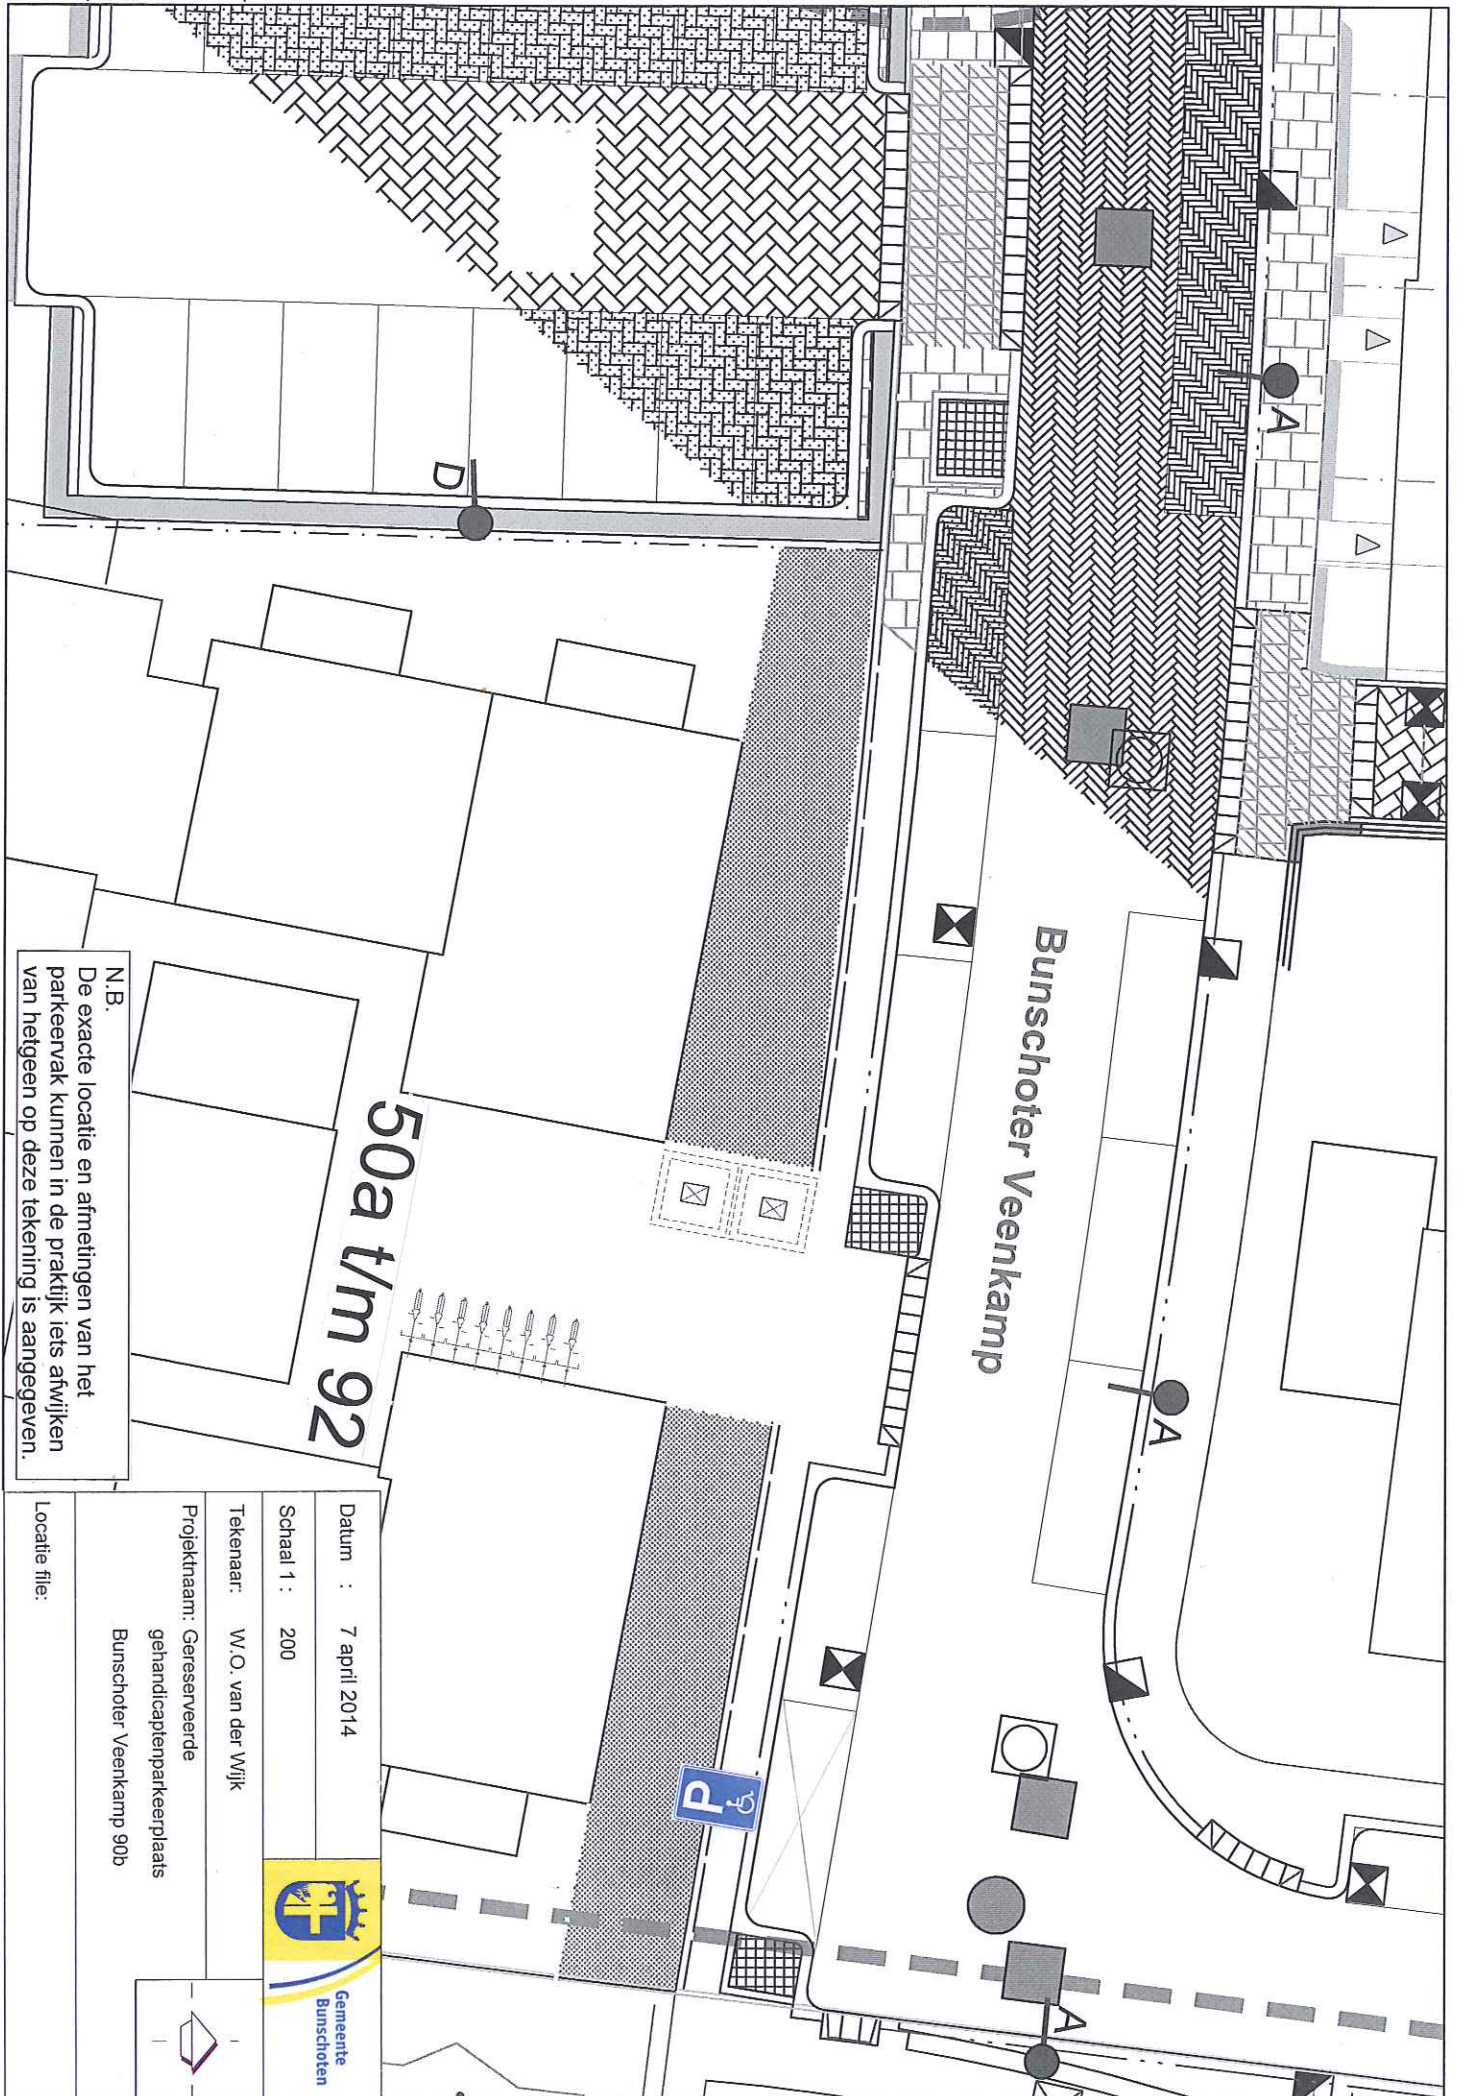 A
D
Bunschoter Veenkamp
A
50a t/m 92
P
A
N.B.
De exacte locatie en afmetingen van het
parkeervak kunnen in de praktijk iets afwijken
van hetgeen op deze tekening is aangegeven.
Datum : 7 april 2014
Schaal 1 : 200
Tekenaar: W.O. van der Wijk
Projektnaam: Gereserveerde
gehandicaptenparkeerplaats
Bunschoter Veenkamp 90b
Locatie file:
Gemeente
Bunschoten